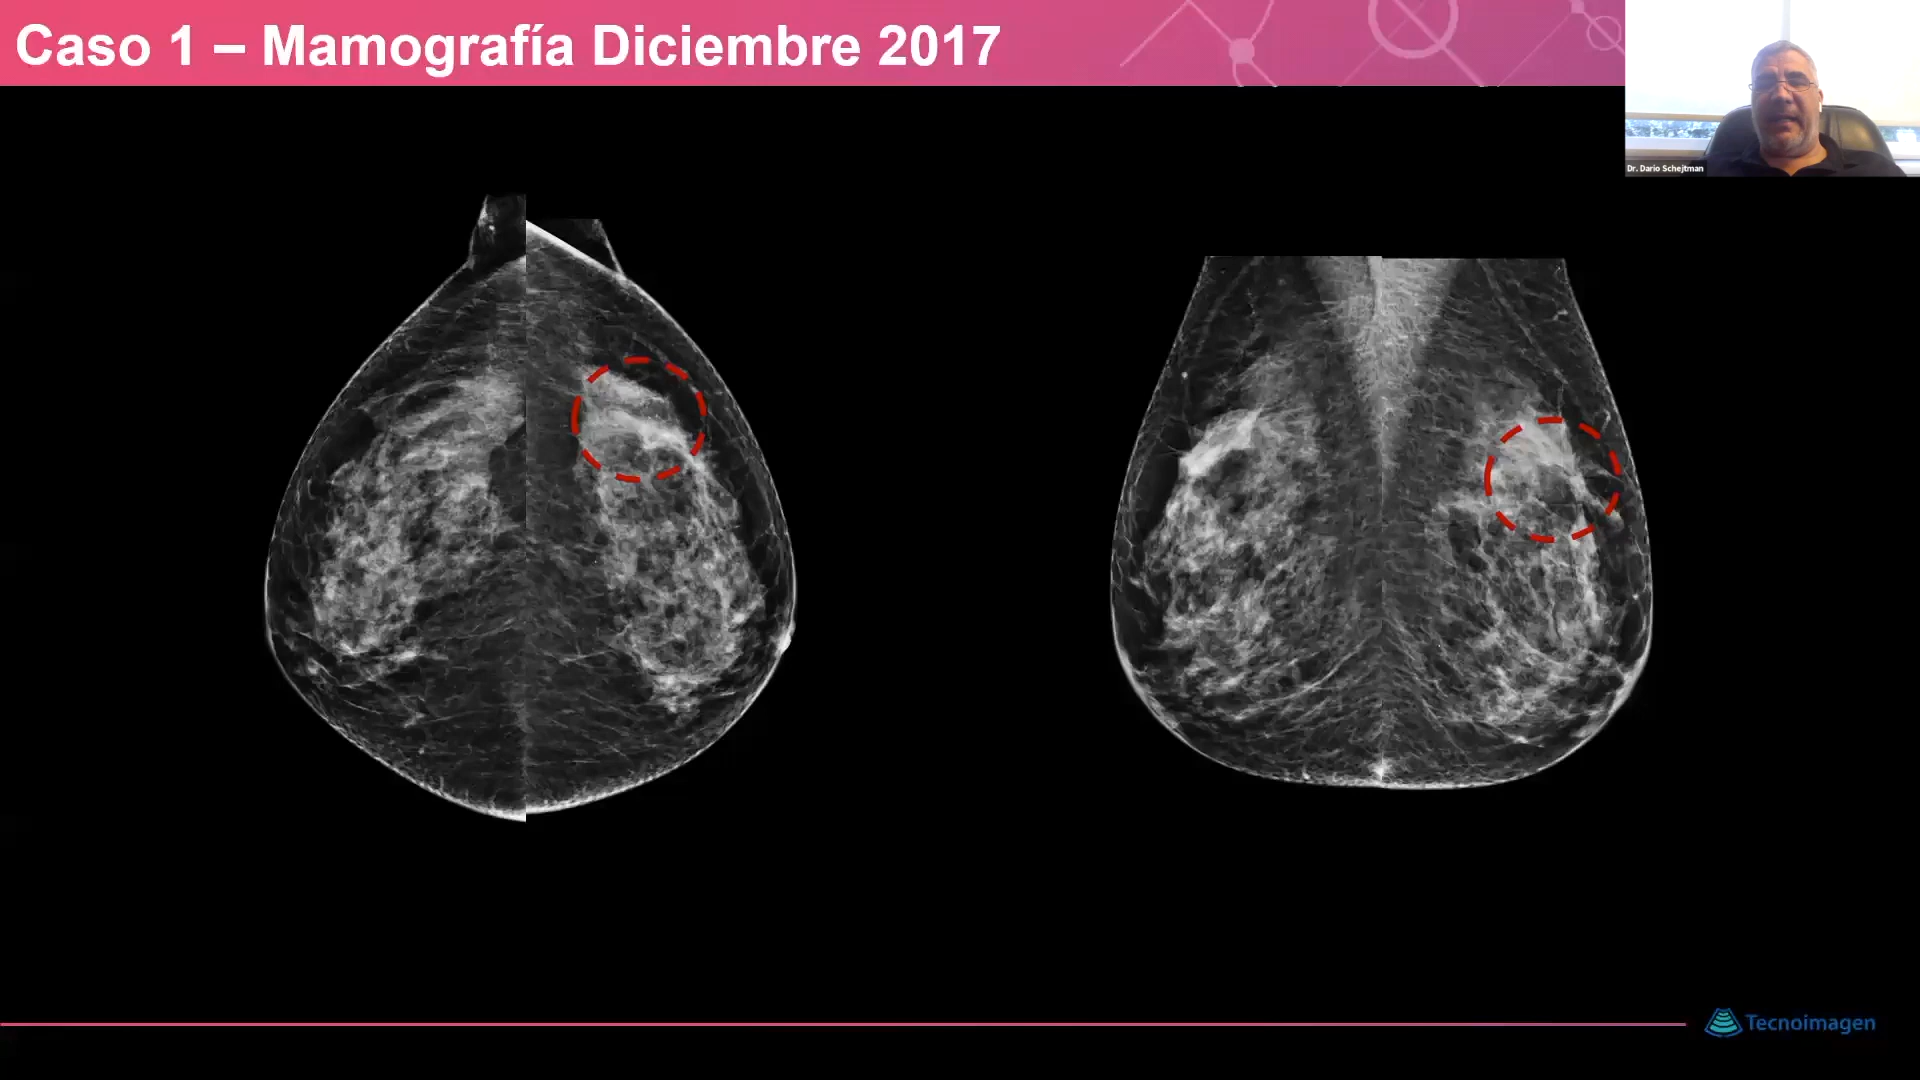 Caso 1 – Mamografía Diciembre 2017
Dr. Dario Schejtman
Tecnoimagen